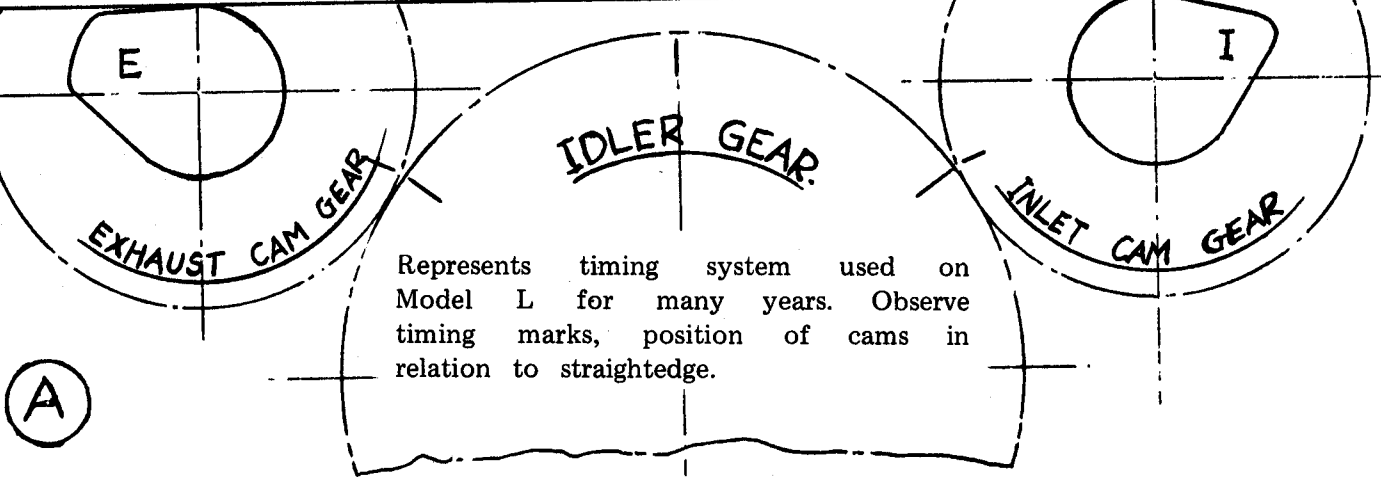 E
I
IDLER GEAR.
EXHAUST CAM GEAR
INLET CAM GEAR
Represents timing system used on
Model L for many years. Observe
timing marks, position of cams in
relation to straightedge.
A